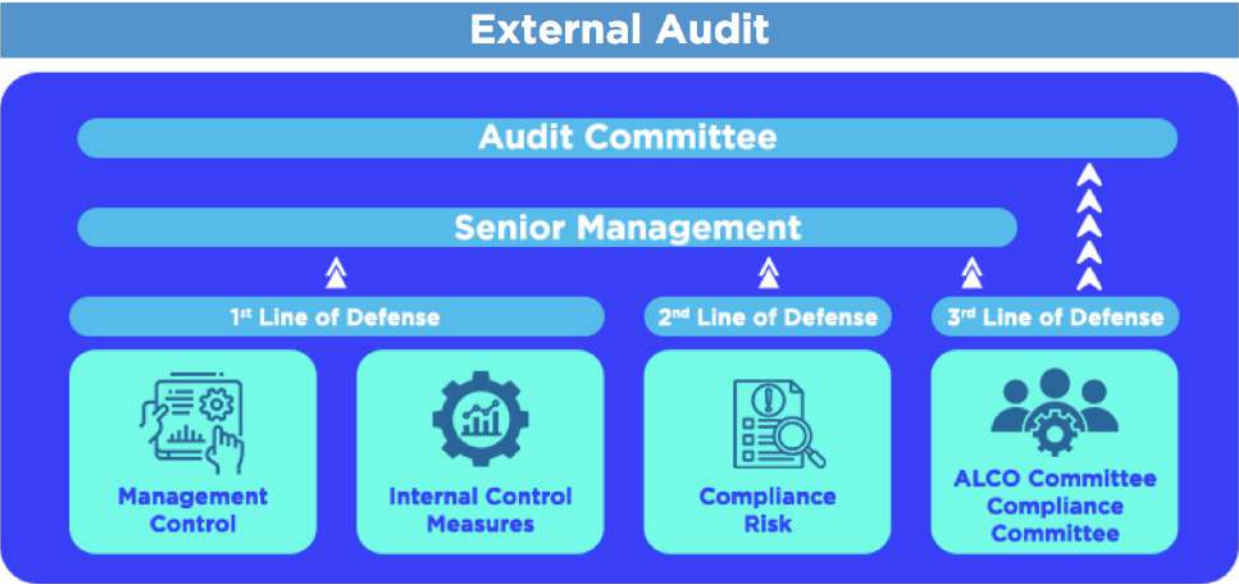 External Audit
Audit Committee
Senior Management
1st Line of Defense
2nd Line of Defense
3rd Line of Defense
Management
Control
Internal Control
Measures
Compliance
Risk
ALCO Committee
Compliance
Committee